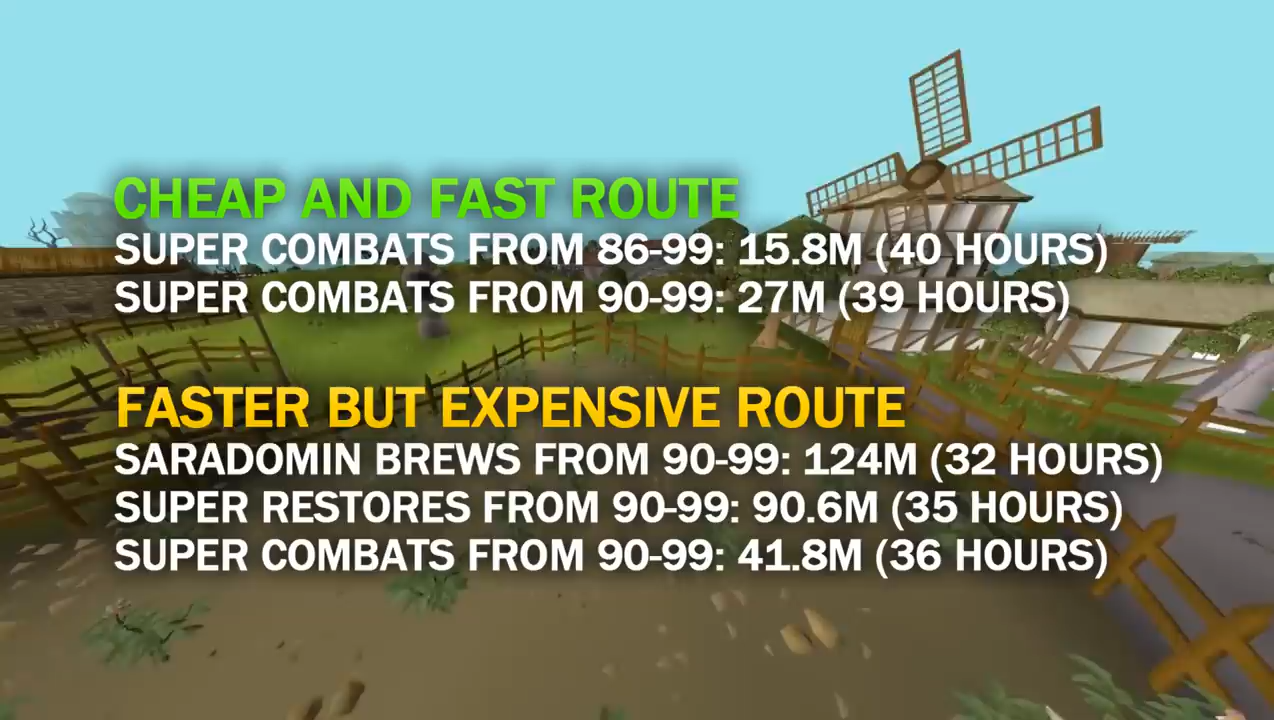 CHEAP AND FAST ROUTE
SUPER COMBATS FROM 86-99: 15.8M (40 HOURS)
SUPER COMBATS FROM 90-99: 27M (39 HOURS)
FASTER BUT EXPENSIVE ROUTE
SARADOMIN BREWS FROM 90-99: 124M (32 HOURS)
SUPER RESTORES FROM 90-99: 90.6M (35 HOURS)
SUPER COMBATS FROM 90-99: 41.8M (36 HOURS)